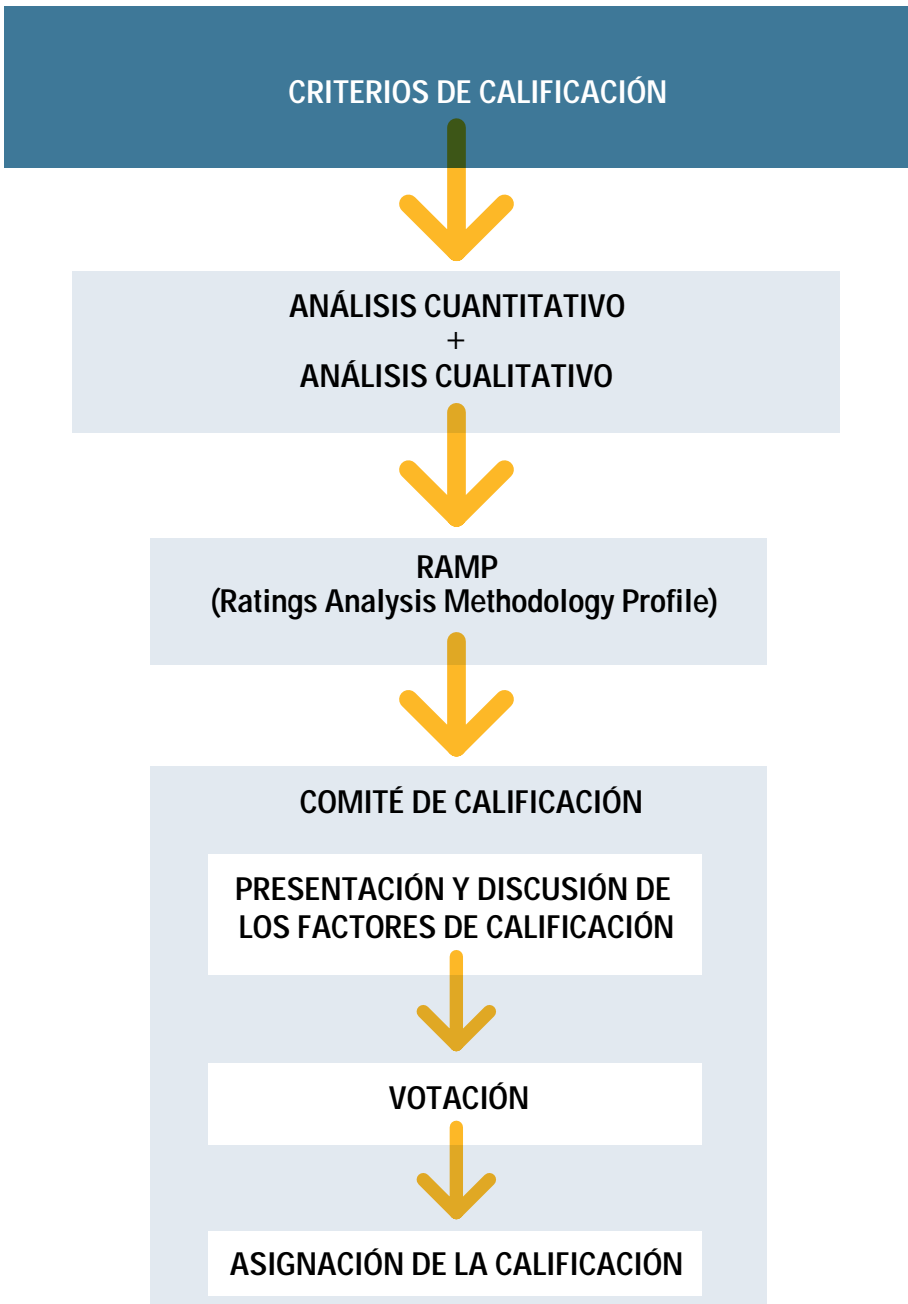 CRITERIOS DE CALIFICACIÓN
ANÁLISIS CUANTITATIVO
+
ANÁLISIS CUALITATIVO
RAMP
(Ratings Analysis Methodology Profile)
COMITÉ DE CALIFICACIÓN
PRESENTACIÓN Y DISCUSIÓN DE
LOS FACTORES DE CALIFICACIÓN
VOTACIÓN
ASIGNACIÓN DE LA CALIFICACIÓN